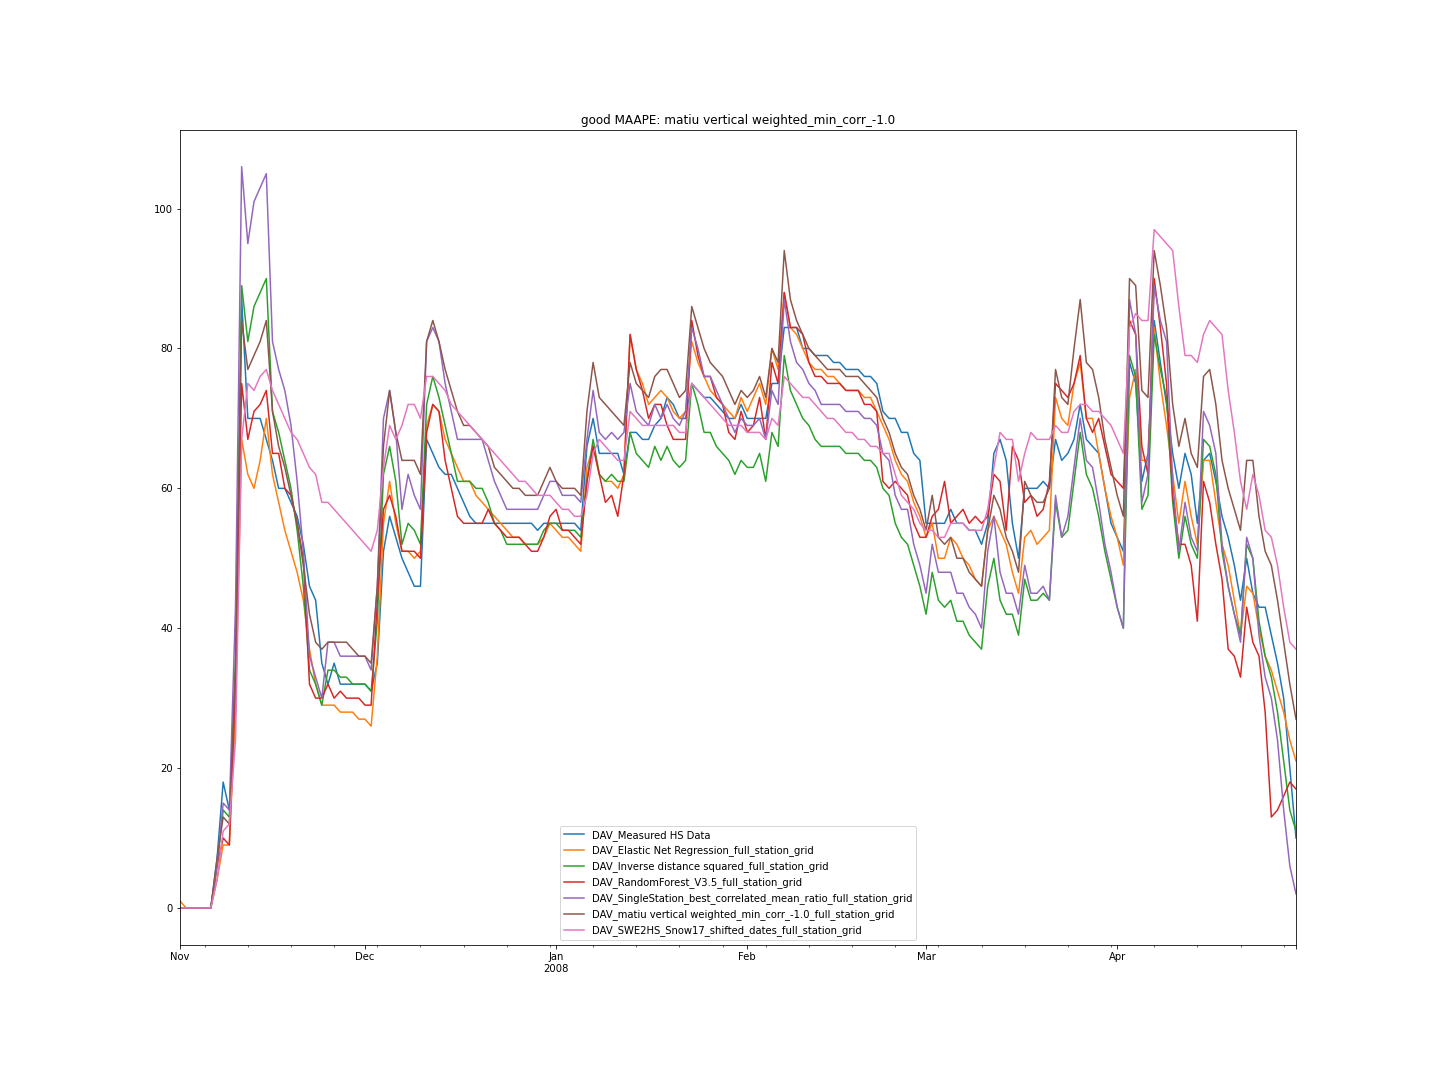 good MAAPE: matiu vertical weighted_min_corr_-1.0
100
80
60
40
20
0
Nov
Dec
Jan
2008
Feb
Mar
Apr
DAV_Measured HS Data
DAV_Elastic Net Regression_full_station_grid
DAV_Inverse distance squared_full_station_grid
DAV_RandomForest_V3.5_full_station_grid
DAV_SingleStation_best_correlated_mean_ratio_full_station_grid
DAV_matiu vertical weighted_min_corr_-1.0_full_station_grid
DAV_SWE2HS_Snow17_shifted_dates_full_station_grid